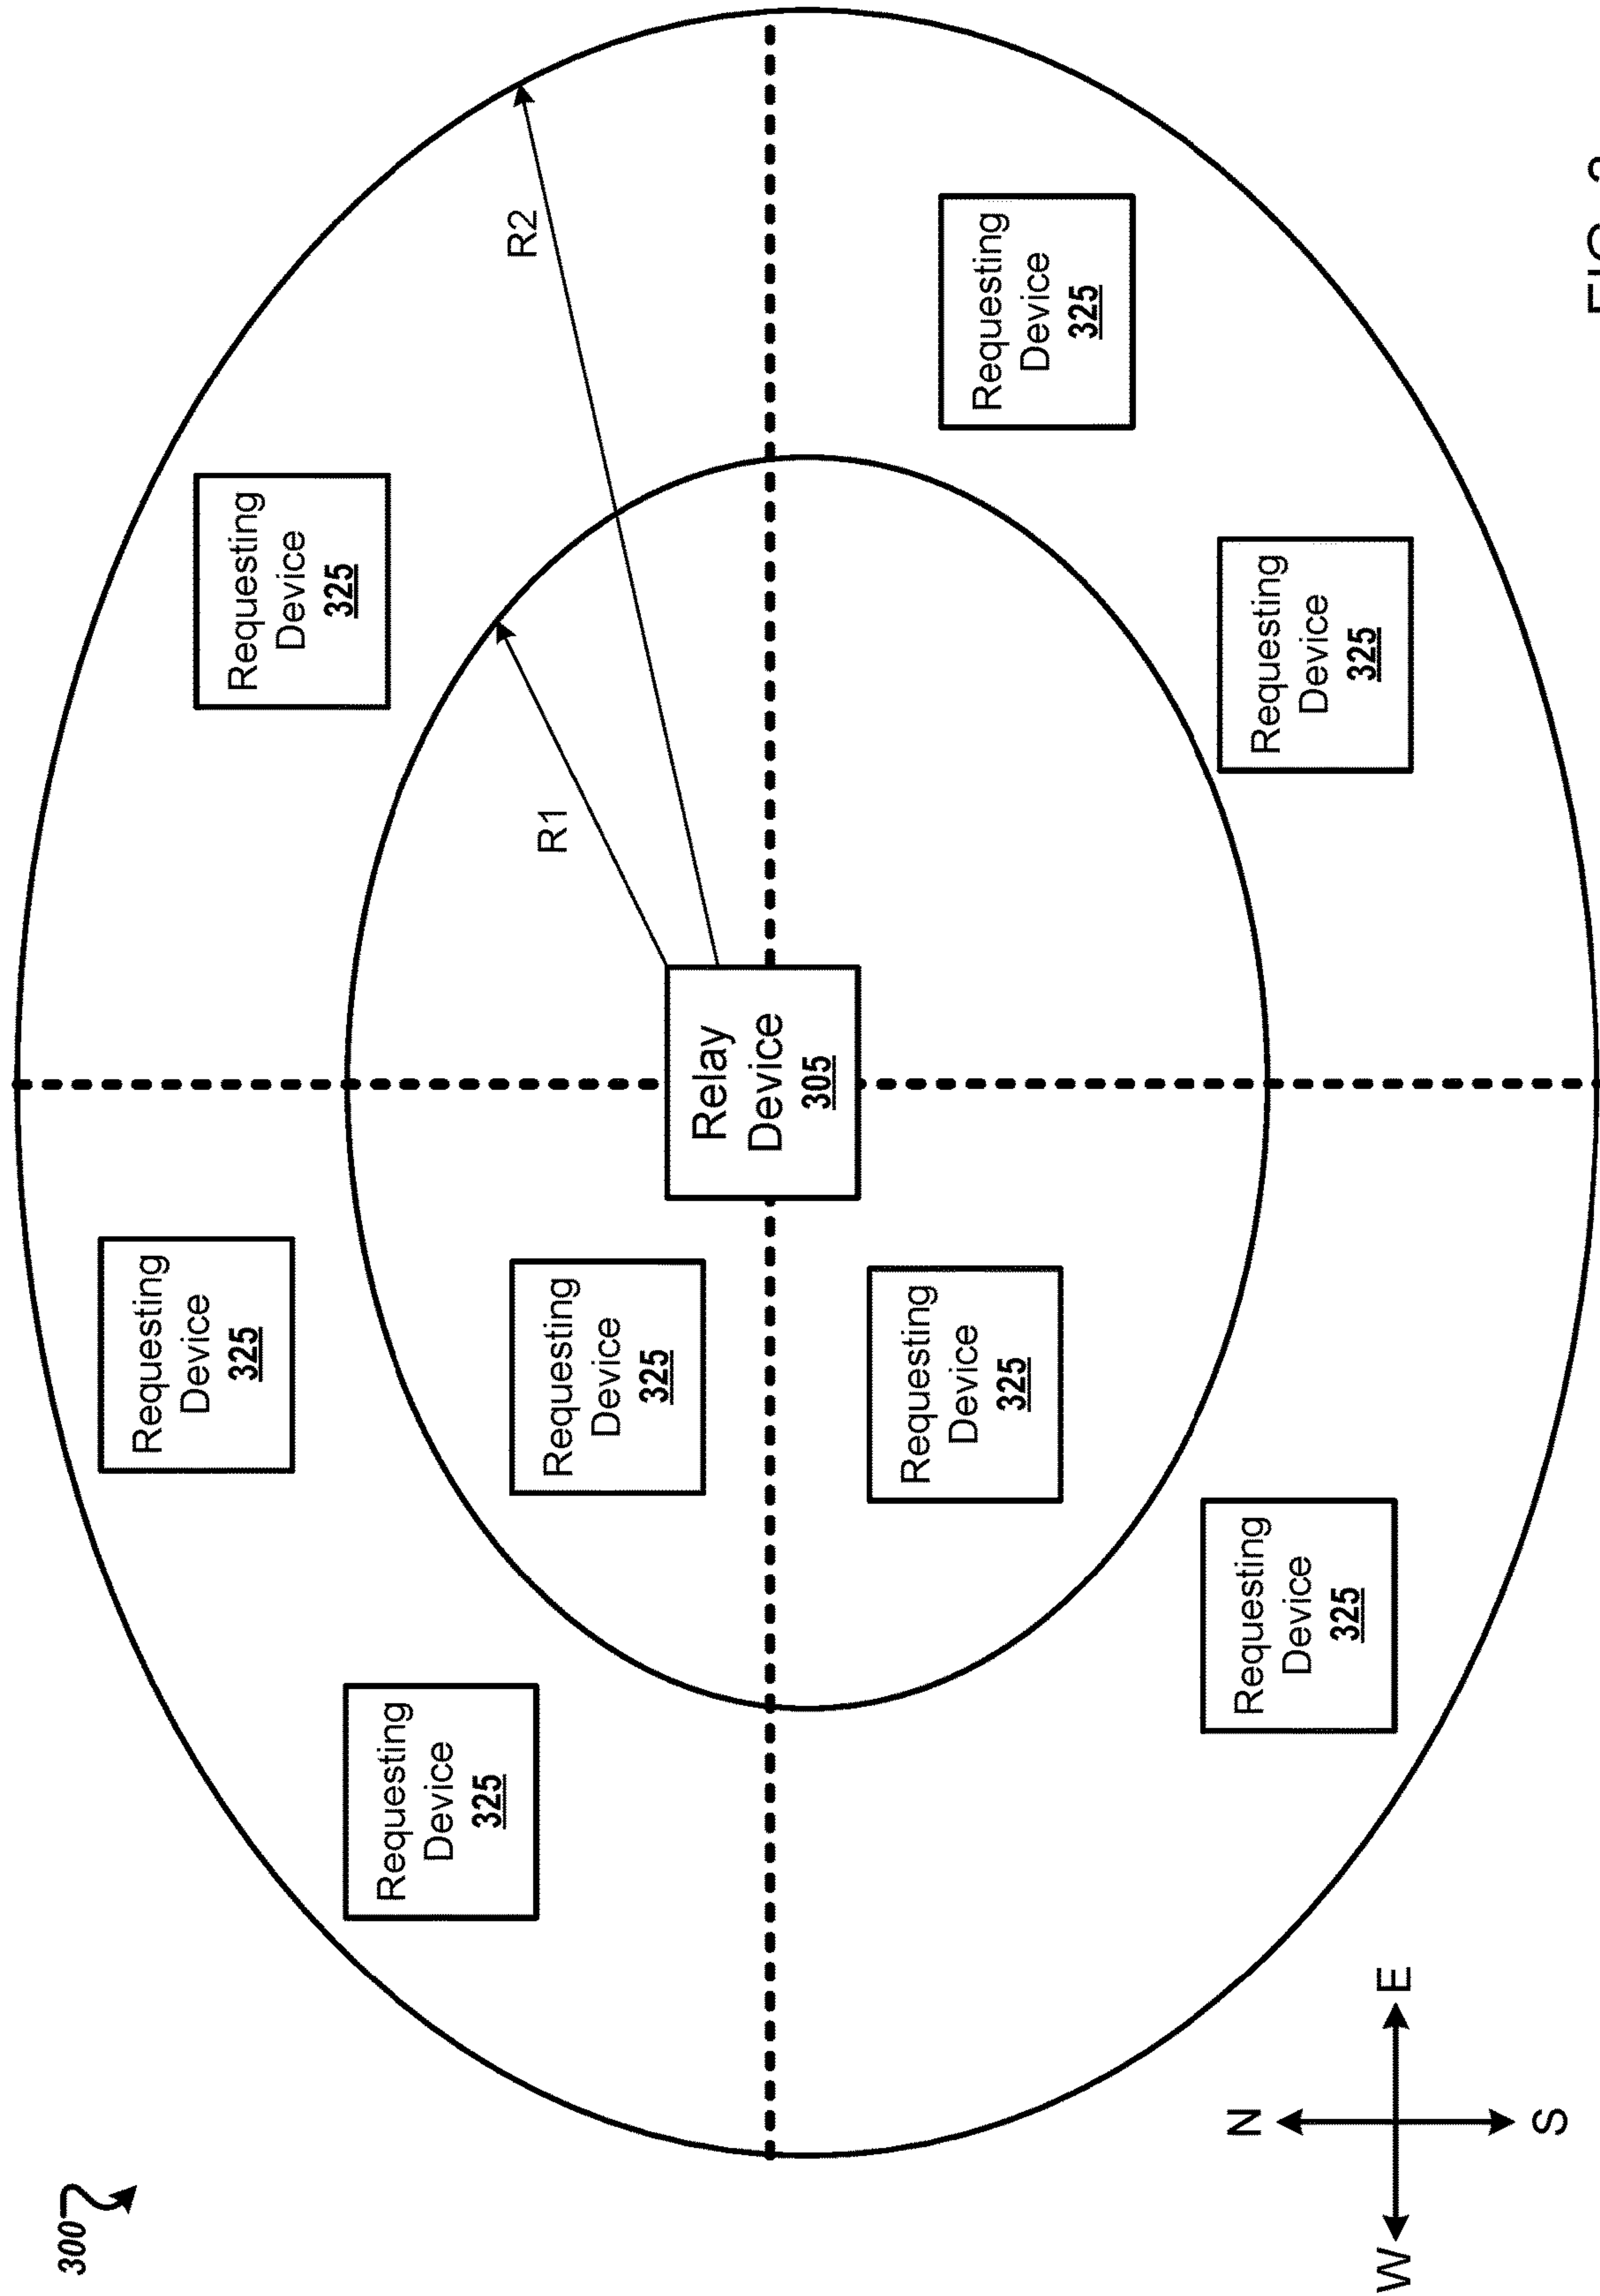 300
Requesting
Device
325
Requesting
Device
325
Requesting
Device
325
R2
R1
Requesting
Device
325
Relay
Device
305
Requesting
Device
325
Requesting
Device
325
Requesting
Device
325
Requesting
Device
325
N
W E
S
FIG.